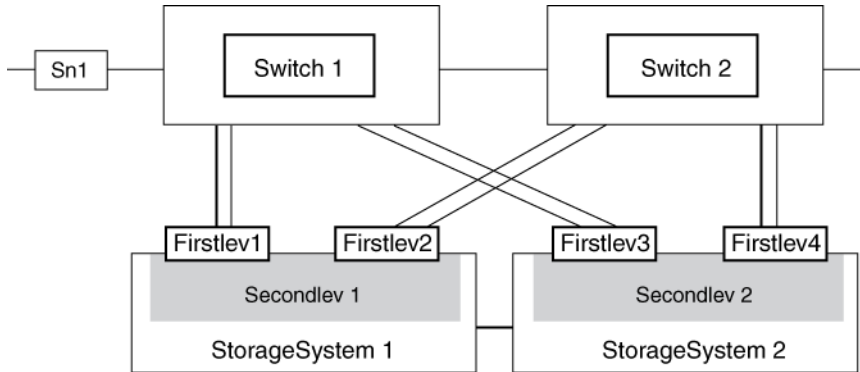 Sn1
Switch 1
Switch 2
Firstlev1
Firstlev2
Firstlev3
Firstlev4
Secondlev 1
Secondlev 2
StorageSystem 1
StorageSystem 2